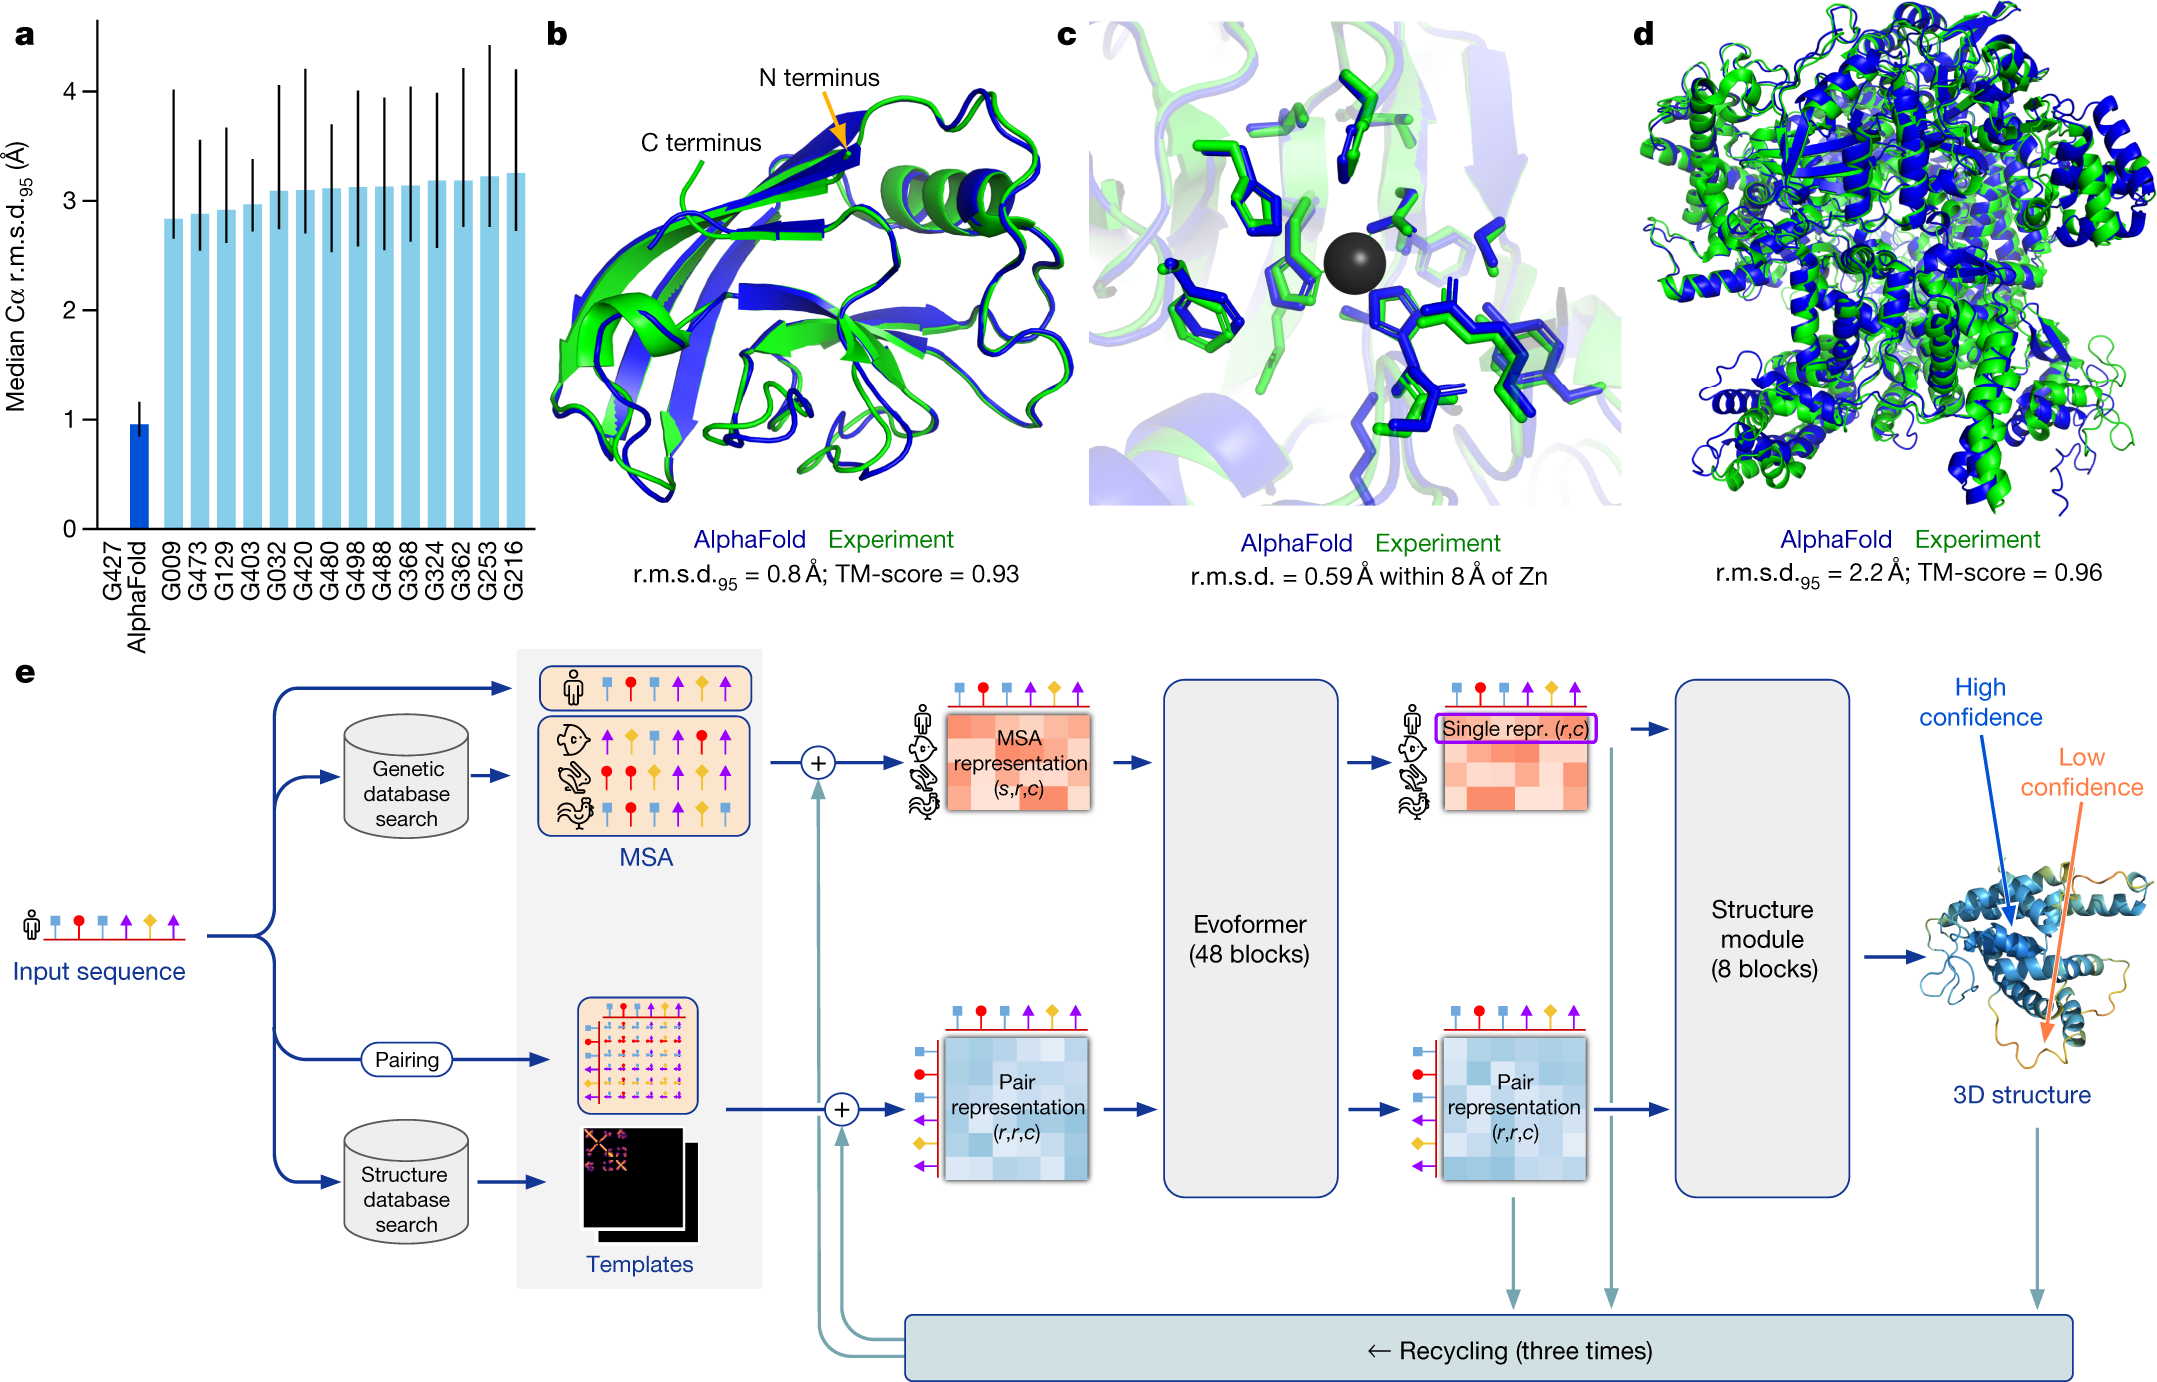 a
Median Cα r.m.s.d.95 (Å)
4
3
2
1
0
G427
AlphaFold
G009
G473
G129
G403
G032
G420
G480
G498
G488
G368
G324
G362
G253
G216
b
N terminus
C terminus
AlphaFold Experiment
r.m.s.d.95 = 0.8 Å; TM-score = 0.93
c
AlphaFold Experiment
r.m.s.d. = 0.59 Å within 8 Å of Zn
d
AlphaFold Experiment
r.m.s.d.95 = 2.2 Å; TM-score = 0.96
e
Input sequence
Genetic
database
search
Pairing
Structure
database
search
MSA
Templates
+
+
MSA
representation
(s,r,c)
Pair
representation
(r,r,c)
Evoformer
(48 blocks)
Single repr. (r,c)
Pair
representation
(r,r,c)
Structure
module
(8 blocks)
High
confidence
Low
confidence
3D structure
← Recycling (three times)